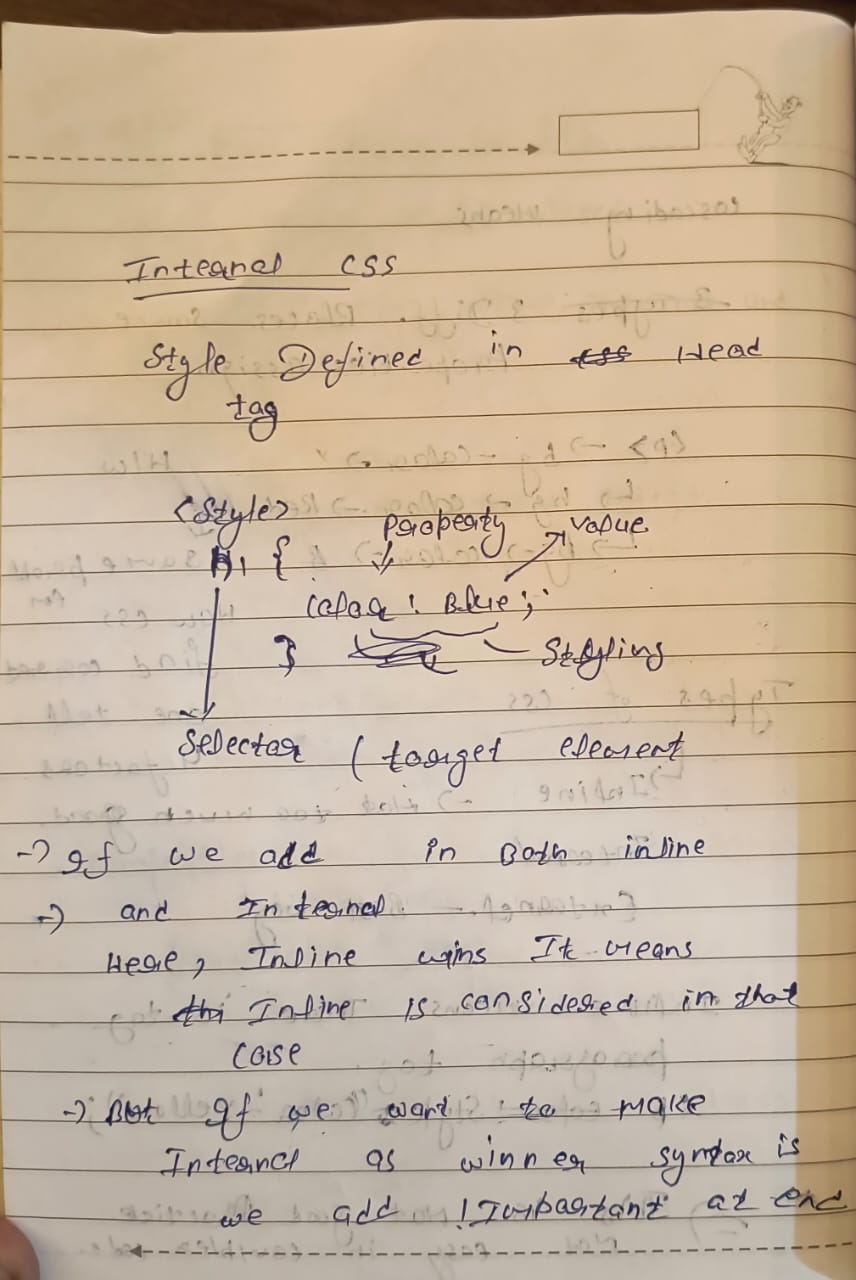 Internal CSS
Style Defined in Head
tag
<Style>
Property value
H1 {
Color : Blue ;
} Styling
Selector ( target element
-> If we add in Both inline
-> and Internal
Here, Inline wins It means
Inline is considered in that
case
-> But If we want to make
Internal as winner syntax is
we add !Important at end